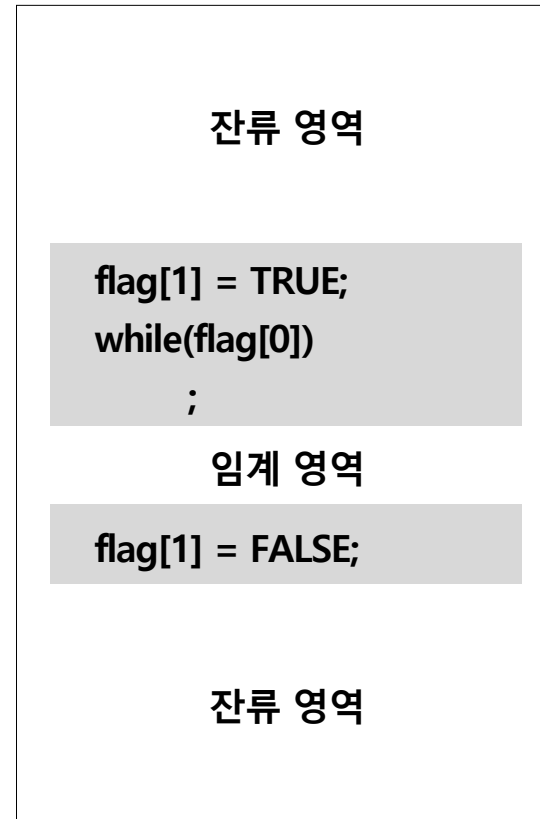 잔류 영역
flag[1] = TRUE;
while(flag[0])
;
임계 영역
flag[1] = FALSE;
잔류 영역